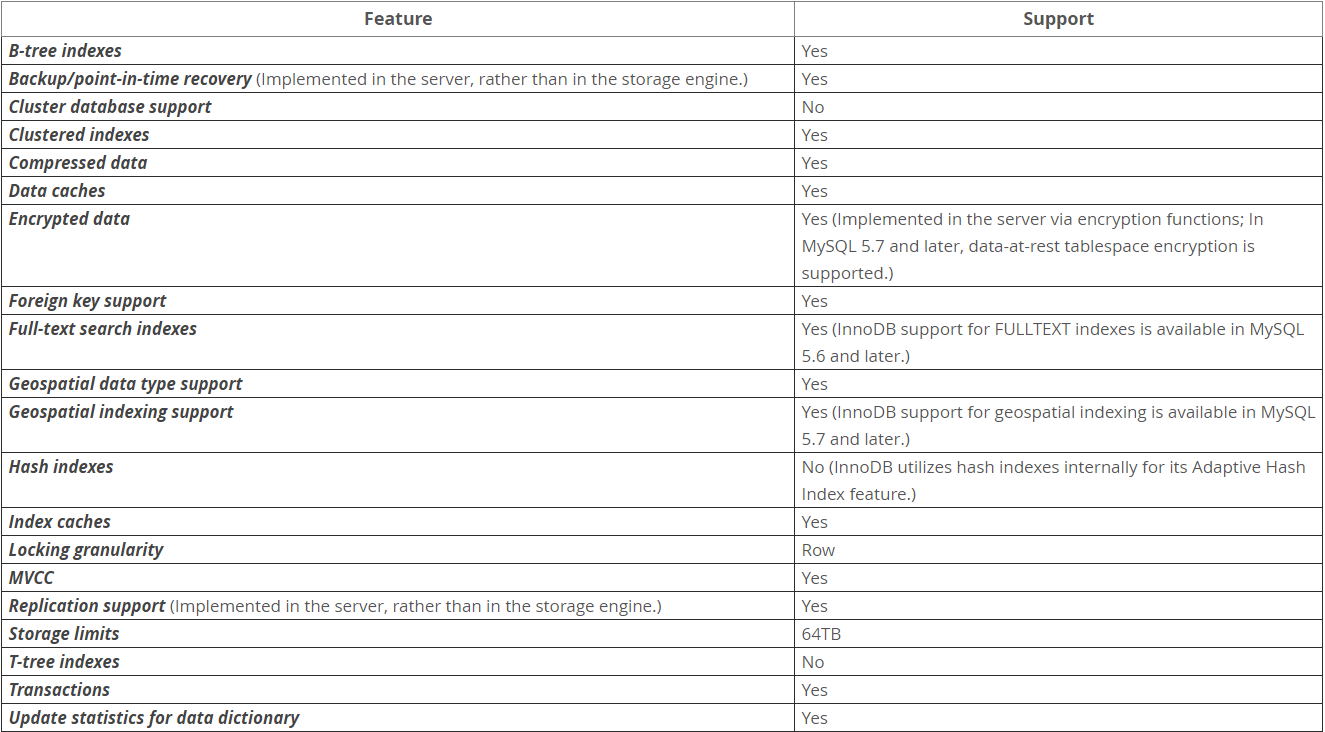 Feature Support
B-tree indexes Yes
Backup/point-in-time recovery (Implemented in the server, rather than in the storage engine.) Yes
Cluster database support No
Clustered indexes Yes
Compressed data Yes
Data caches Yes
Encrypted data Yes (Implemented in the server via encryption functions; In
MySQL 5.7 and later, data-at-rest tablespace encryption is
supported.)
Foreign key support Yes
Full-text search indexes Yes (InnoDB support for FULLTEXT indexes is available in MySQL
5.6 and later.)
Geospatial data type support Yes
Geospatial indexing support Yes (InnoDB support for geospatial indexing is available in MySQL
5.7 and later.)
Hash indexes No (InnoDB utilizes hash indexes internally for its Adaptive Hash
Index feature.)
Index caches Yes
Locking granularity Row
MVCC Yes
Replication support (Implemented in the server, rather than in the storage engine.) Yes
Storage limits 64TB
T-tree indexes No
Transactions Yes
Update statistics for data dictionary Yes